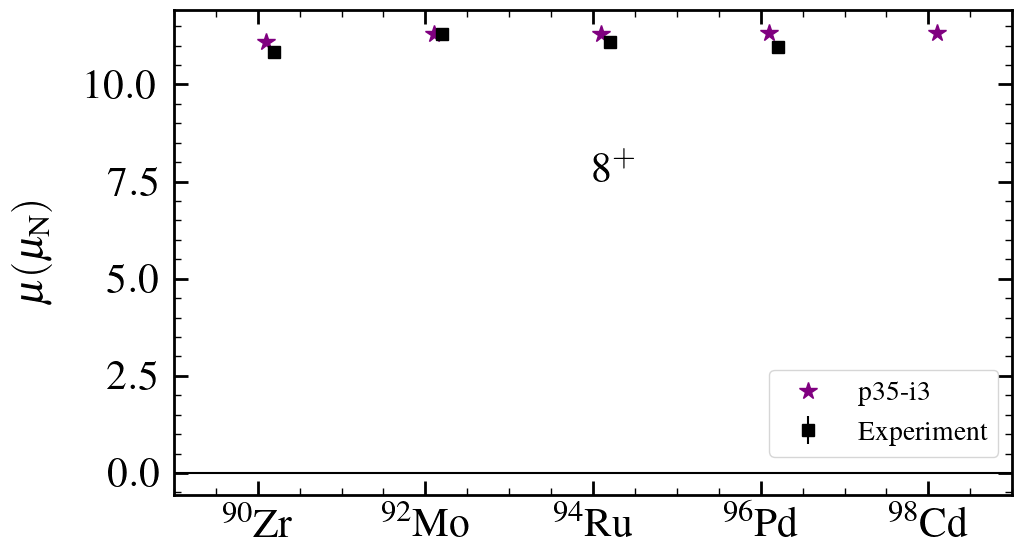 10.0
7.5
5.0
2.5
0.0
μ(μN)
8⁺
p35-i3
Experiment
⁹⁰Zr ⁹²Mo ⁹⁴Ru ⁹⁶Pd ⁹⁸Cd